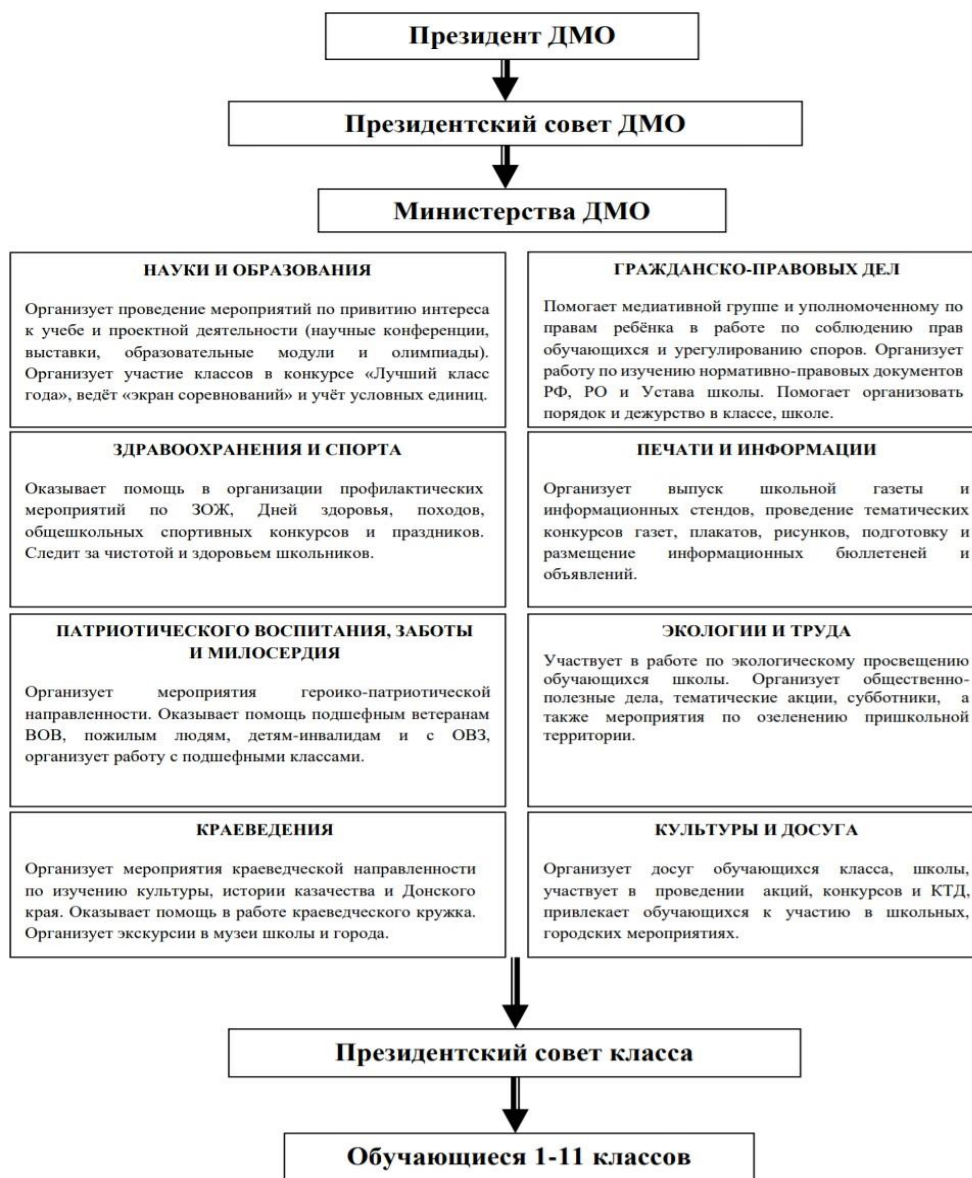 Президент ДМО
Президентский совет ДМО
Министерства ДМО
НАУКИ И ОБРАЗОВАНИЯ
Организует проведение мероприятий по привитию интереса
к учебе и проектной деятельности (научные конференции,
выставки, образовательные модули и олимпиады).
Организует участие классов в конкурсе «Лучший класс
года», ведёт «экран соревнований» и учёт условных единиц.
ГРАЖДАНСКО-ПРАВОВЫХ ДЕЛ
Помогает медиативной группе и уполномоченному по
правам ребёнка в работе по соблюдению прав
обучающихся и урегулированию споров. Организует
работу по изучению нормативно-правовых документов
РФ, РО и Устава школы. Помогает организовать
порядок и дежурство в классе, школе.
ЗДРАВООХРАНЕНИЯ И СПОРТА
Оказывает помощь в организации профилактических
мероприятий по ЗОЖ, Дней здоровья, походов,
общешкольных спортивных конкурсов и праздников.
Следит за чистотой и здоровьем школьников.
ПЕЧАТИ И ИНФОРМАЦИИ
Организует выпуск школьной газеты и
информационных стендов, проведение тематических
конкурсов газет, плакатов, рисунков, подготовку и
размещение информационных бюллетеней и
объявлений.
ПАТРИОТИЧЕСКОГО ВОСПИТАНИЯ, ЗАБОТЫ
И МИЛОСЕРДИЯ
Организует мероприятия героико-патриотической
направленности. Оказывает помощь подшефным ветеранам
ВОВ, пожилым людям, детям-инвалидам и с ОВЗ,
организует работу с подшефными классами.
ЭКОЛОГИИ И ТРУДА
Участвует в работе по экологическому просвещению
обучающихся школы. Организует общественно-
полезные дела, тематические акции, субботники, а
также мероприятия по озеленению пришкольной
территории.
КРАЕВЕДЕНИЯ
Организует мероприятия краеведческой направленности
по изучению культуры, истории казачества и Донского
края. Оказывает помощь в работе краеведческого кружка.
Организует экскурсии в музеи школы и города.
КУЛЬТУРЫ И ДОСУГА
Организует досуг обучающихся класса, школы,
участвует в проведении акций, конкурсов и КТД,
привлекает обучающихся к участию в школьных,
городских мероприятиях.
Президентский совет класса
Обучающиеся 1-11 классов